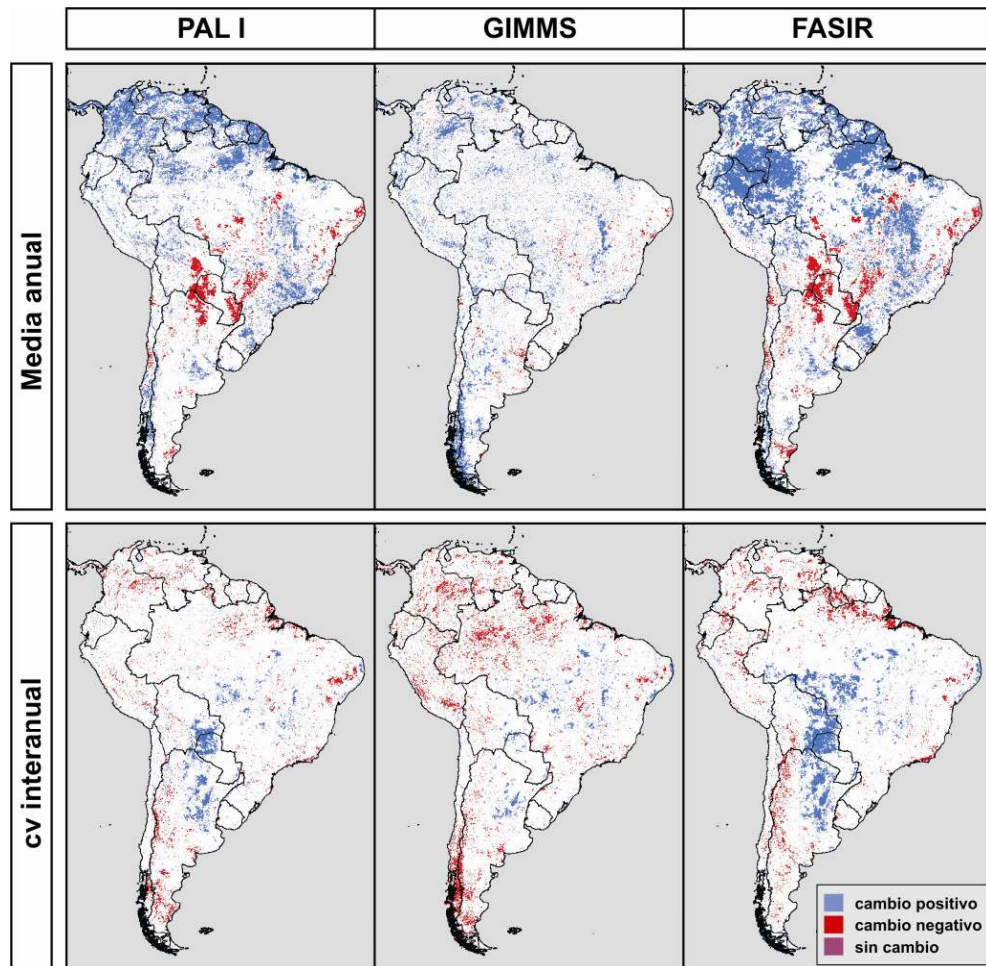 PAL I
GIMMS
FASIR
Media anual
cv interanual
cambio positivo
cambio negativo
sin cambio